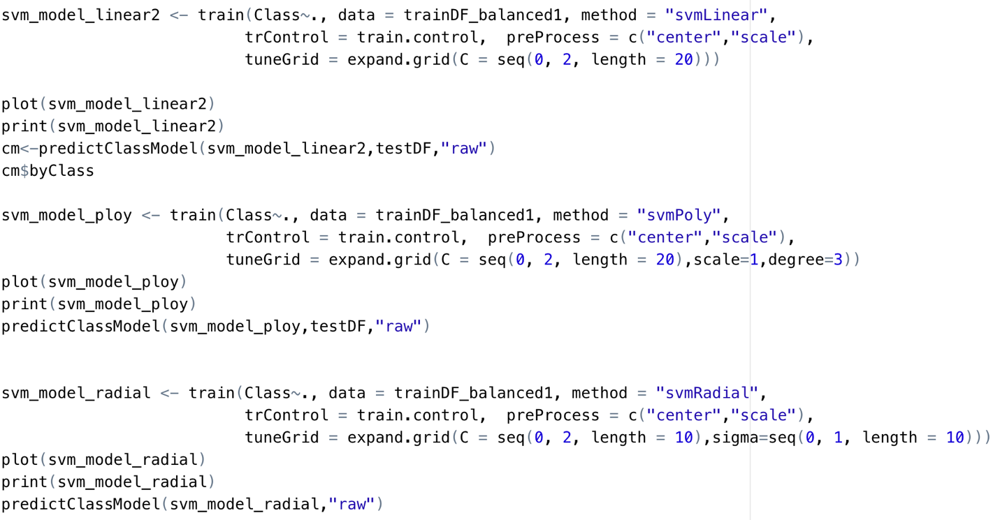 svm_model_linear2 <- train(Class~., data = trainDF_balanced1, method = "svmLinear",
                          trControl = train.control,  preProcess = c("center","scale"),
                          tuneGrid = expand.grid(C = seq(0, 2, length = 20)))

plot(svm_model_linear2)
print(svm_model_linear2)
cm<-predictClassModel(svm_model_linear2,testDF,"raw")
cm$byClass

svm_model_ploy <- train(Class~., data = trainDF_balanced1, method = "svmPoly",
                        trControl = train.control,  preProcess = c("center","scale"),
                        tuneGrid = expand.grid(C = seq(0, 2, length = 20),scale=1,degree=3))
plot(svm_model_ploy)
print(svm_model_ploy)
predictClassModel(svm_model_ploy,testDF,"raw")


svm_model_radial <- train(Class~., data = trainDF_balanced1, method = "svmRadial",
                          trControl = train.control,  preProcess = c("center","scale"),
                          tuneGrid = expand.grid(C = seq(0, 2, length = 10),sigma=seq(0, 1, length = 10)))
plot(svm_model_radial)
print(svm_model_radial)
predictClassModel(svm_model_radial,"raw")